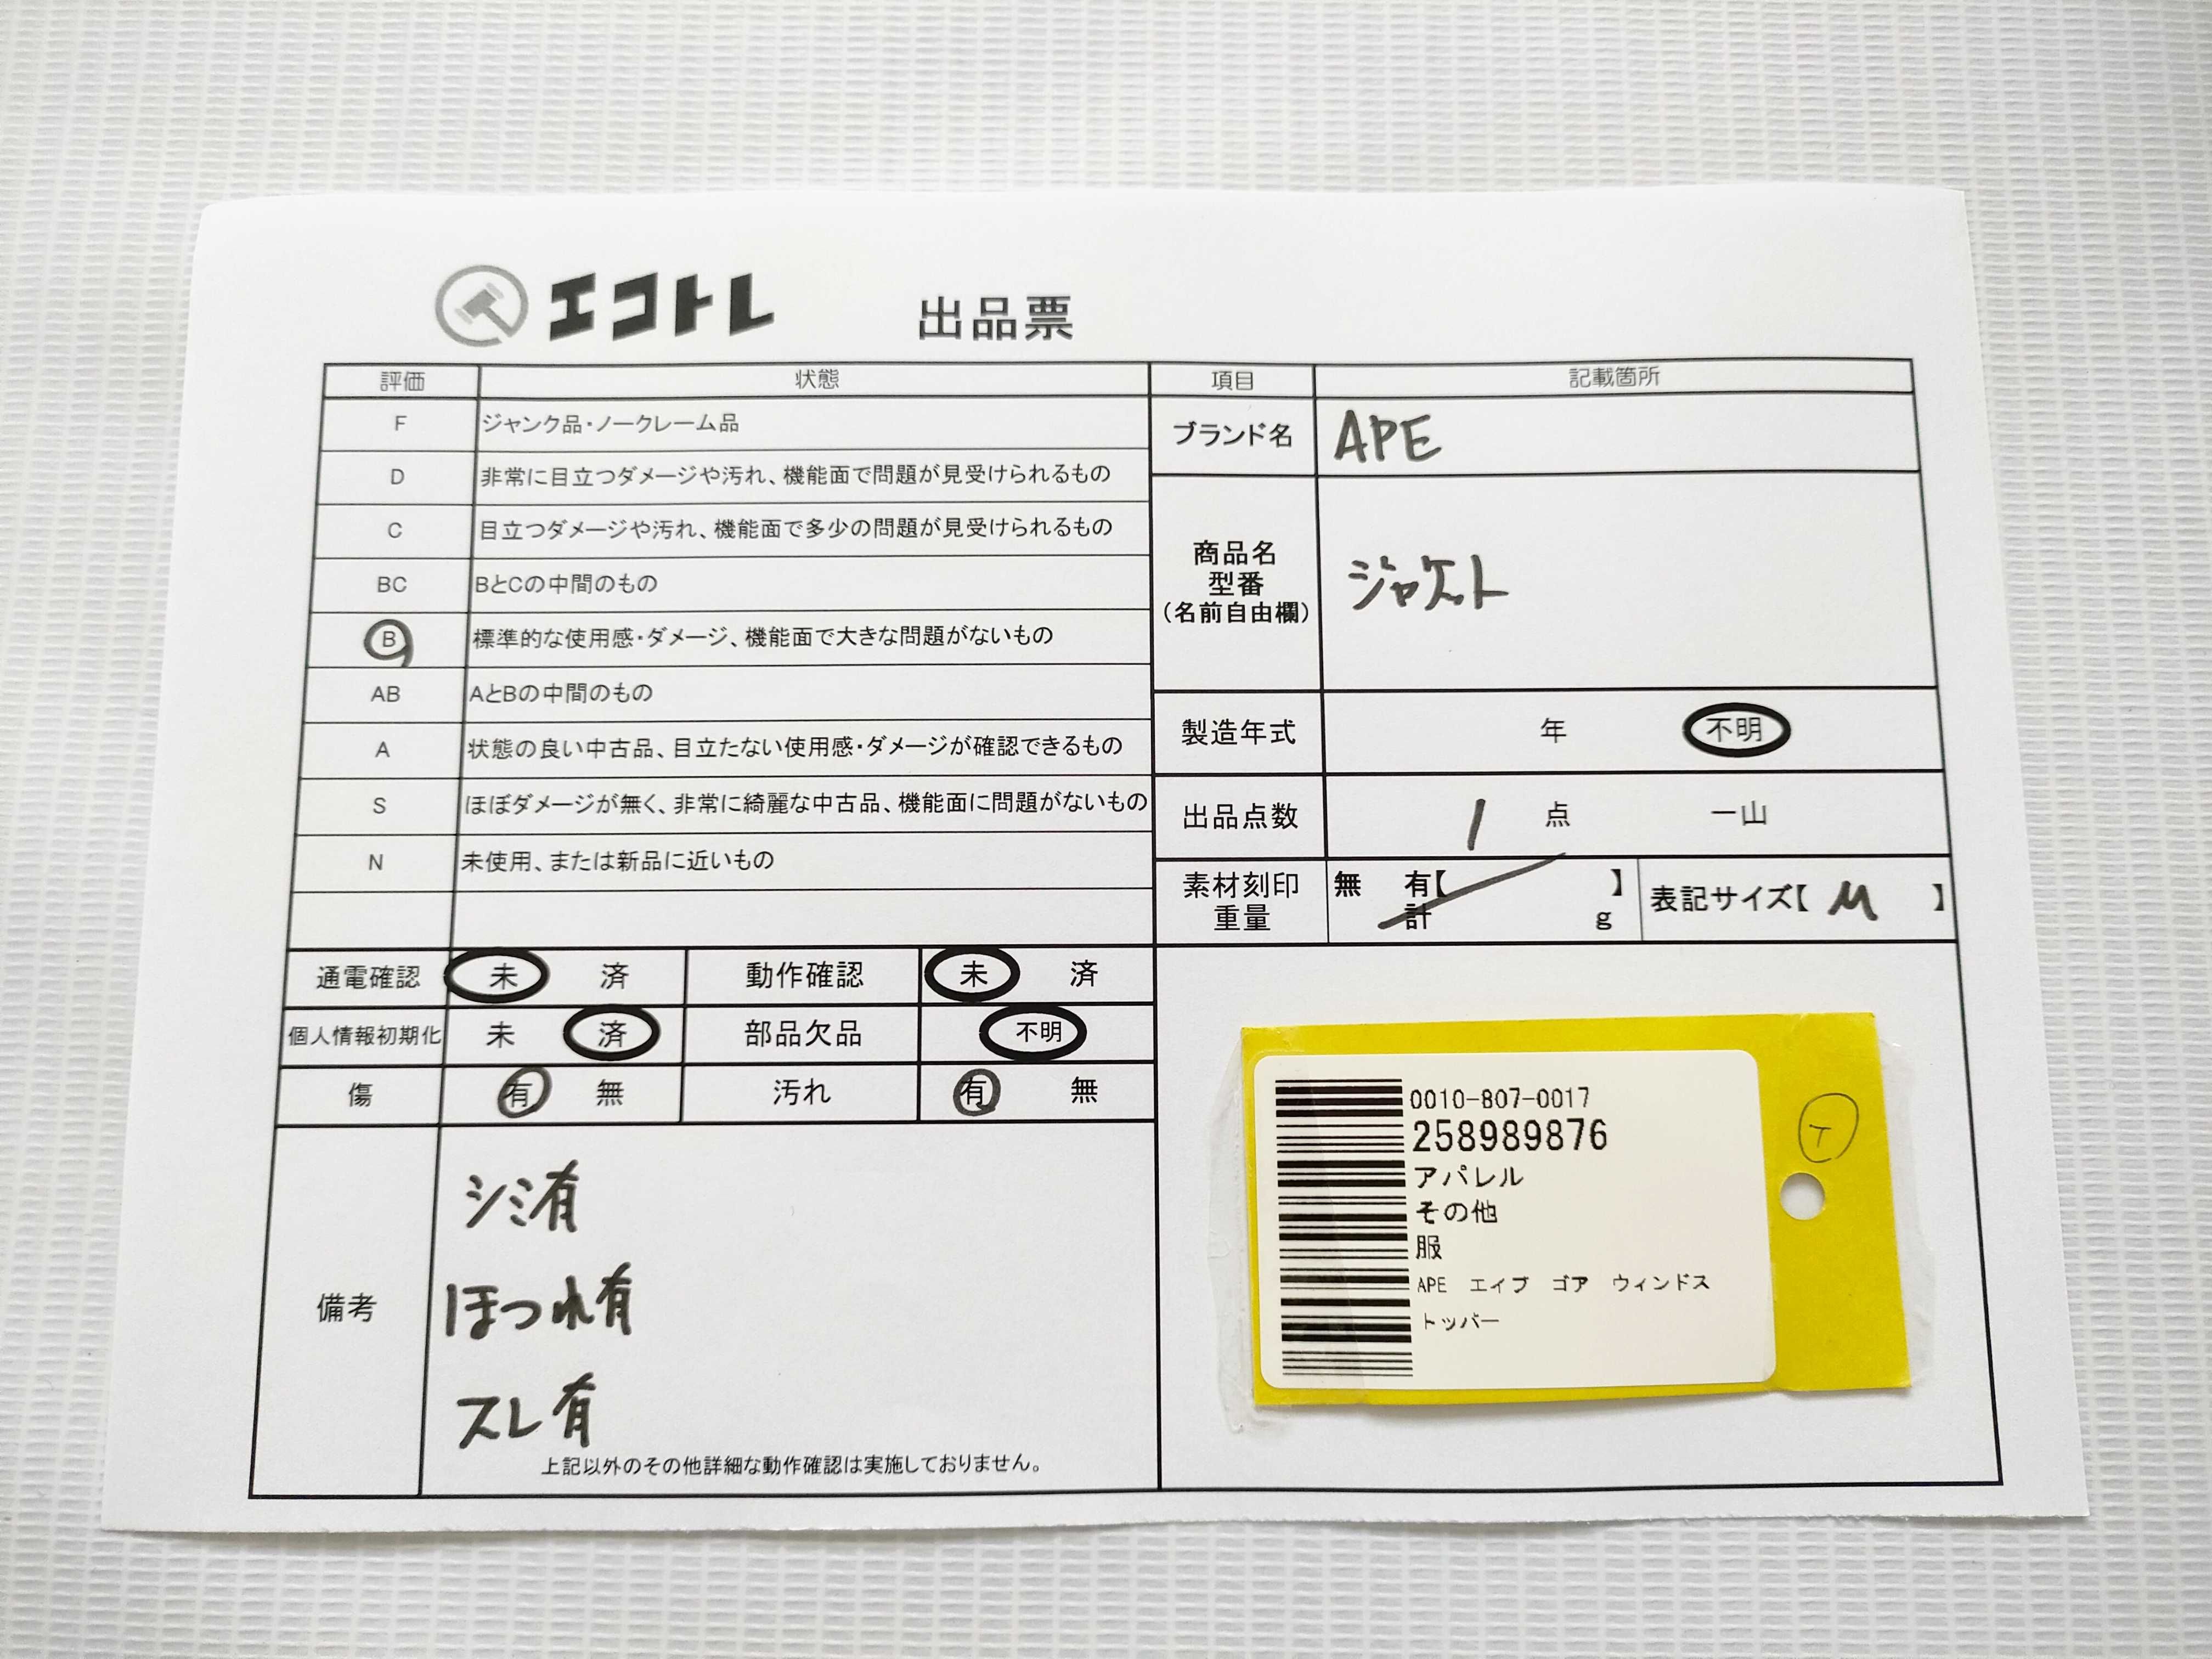 エコトレ 出品票
評価 状態
F ジャンク品・ノークレーム品
D 非常に目立つダメージや汚れ、機能面で問題が見受けられるもの
C 目立つダメージや汚れ、機能面で多少の問題が見受けられるもの
BC BとCの中間のもの
B 標準的な使用感・ダメージ、機能面で大きな問題がないもの
AB AとBの中間のもの
A 状態の良い中古品、目立たない使用感・ダメージが確認できるもの
S ほぼダメージが無く、非常に綺麗な中古品、機能面に問題がないもの
N 未使用、または新品に近いもの
通電確認 未 済 動作確認 未 済
個人情報初期化 未 済 部品欠品 不明
傷 有 無 汚れ 有 無
備考
シミ有
ほつれ有
スレ有
上記以外のその他詳細な動作確認は実施しておりません。
項目 記載箇所
ブランド名 APE
商品名
型番
(名前自由欄)
ジャケット
製造年式 年 不明
出品点数 1 点 一山
素材刻印 無 有【 】
重量 計 g
表記サイズ【 M 】
0010-807-0017
258989876
アパレル
その他
服
APE エイプ ゴア ウィンドス
トッパー
T